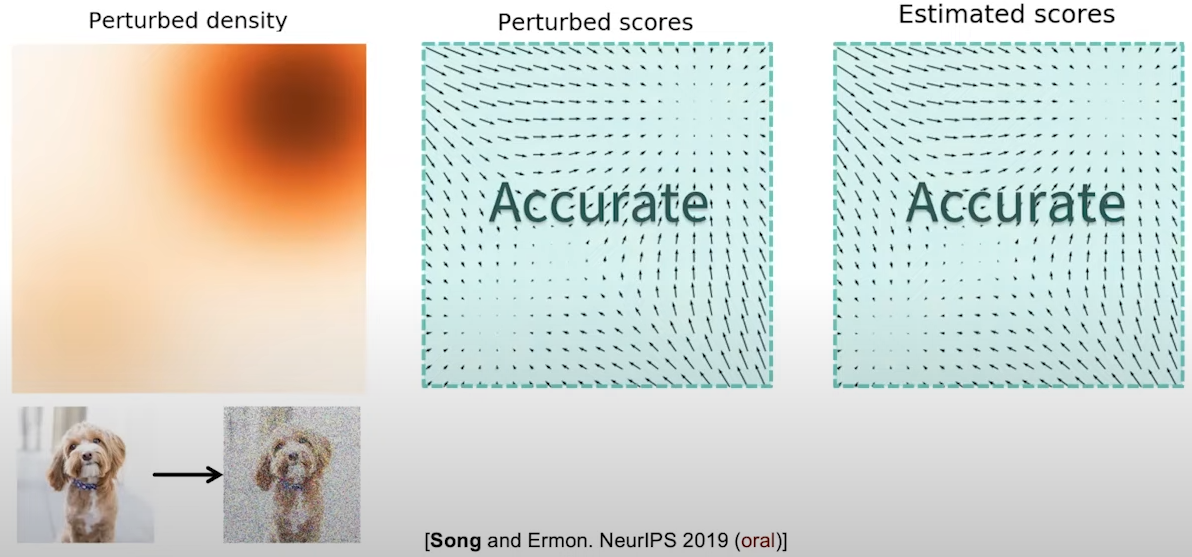 Perturbed density
Perturbed scores
Estimated scores
Accurate
Accurate
[Song and Ermon. NeurIPS 2019 (oral)]